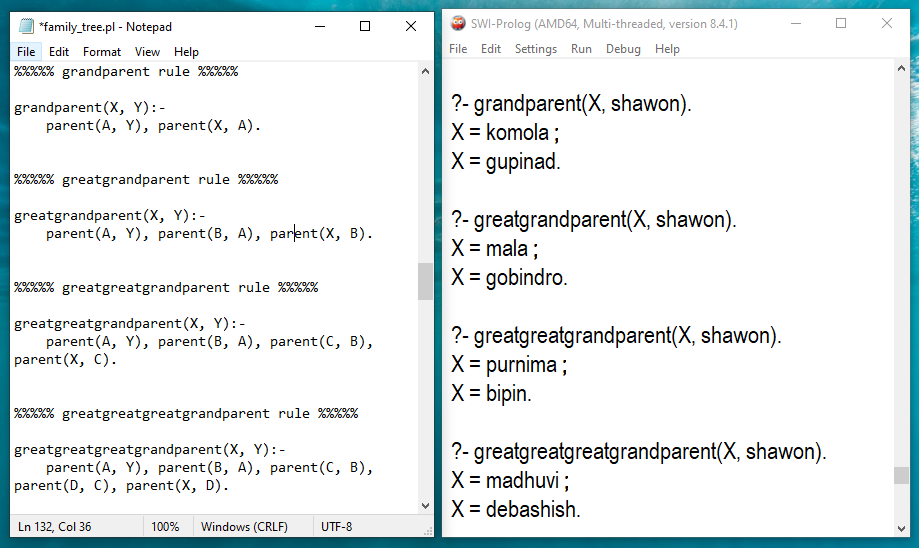 *family_tree.pl - Notepad
File Edit Format View Help
%%%%% grandparent rule %%%%%
grandparent(X, Y):-
    parent(A, Y), parent(X, A).
%%%%% greatgrandparent rule %%%%%
greatgrandparent(X, Y):-
    parent(A, Y), parent(B, A), parent(X, B).
%%%%% greatgreatgrandparent rule %%%%%
greatgreatgrandparent(X, Y):-
    parent(A, Y), parent(B, A), parent(C, B),
parent(X, C).
%%%%% greatgreatgreatgrandparent rule %%%%%
greatgreatgreatgrandparent(X, Y):-
    parent(A, Y), parent(B, A), parent(C, B),
parent(D, C), parent(X, D).
Ln 132, Col 36 100% Windows (CRLF) UTF-8
SWI-Prolog (AMD64, Multi-threaded, version 8.4.1)
File Edit Settings Run Debug Help
?- grandparent(X, shawon).
X = komola ;
X = gupinad.
?- greatgrandparent(X, shawon).
X = mala ;
X = gobindro.
?- greatgreatgrandparent(X, shawon).
X = purnima ;
X = bipin.
?- greatgreatgreatgrandparent(X, shawon).
X = madhuvi ;
X = debashish.